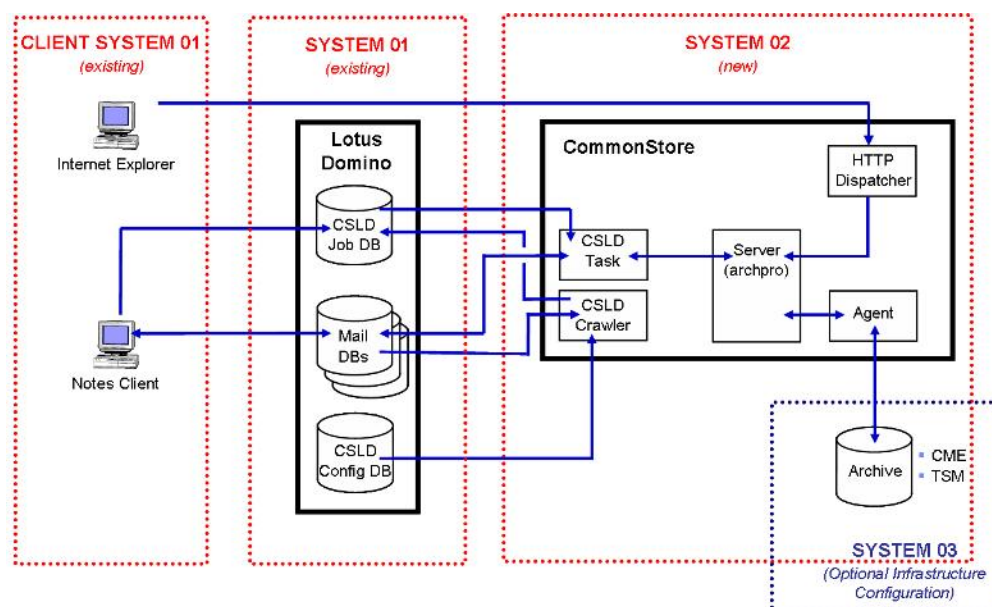 CLIENT SYSTEM 01
(existing)
Internet Explorer
Notes Client
SYSTEM 01
(existing)
Lotus
Domino
CSLD
Job DB
Mail
DBs
CSLD
Config DB
SYSTEM 02
(new)
CommonStore
HTTP
Dispatcher
CSLD
Task
Server
(archpro)
CSLD
Crawler
Agent
Archive
CME
TSM
SYSTEM 03
(Optional Infrastructure
Configuration)